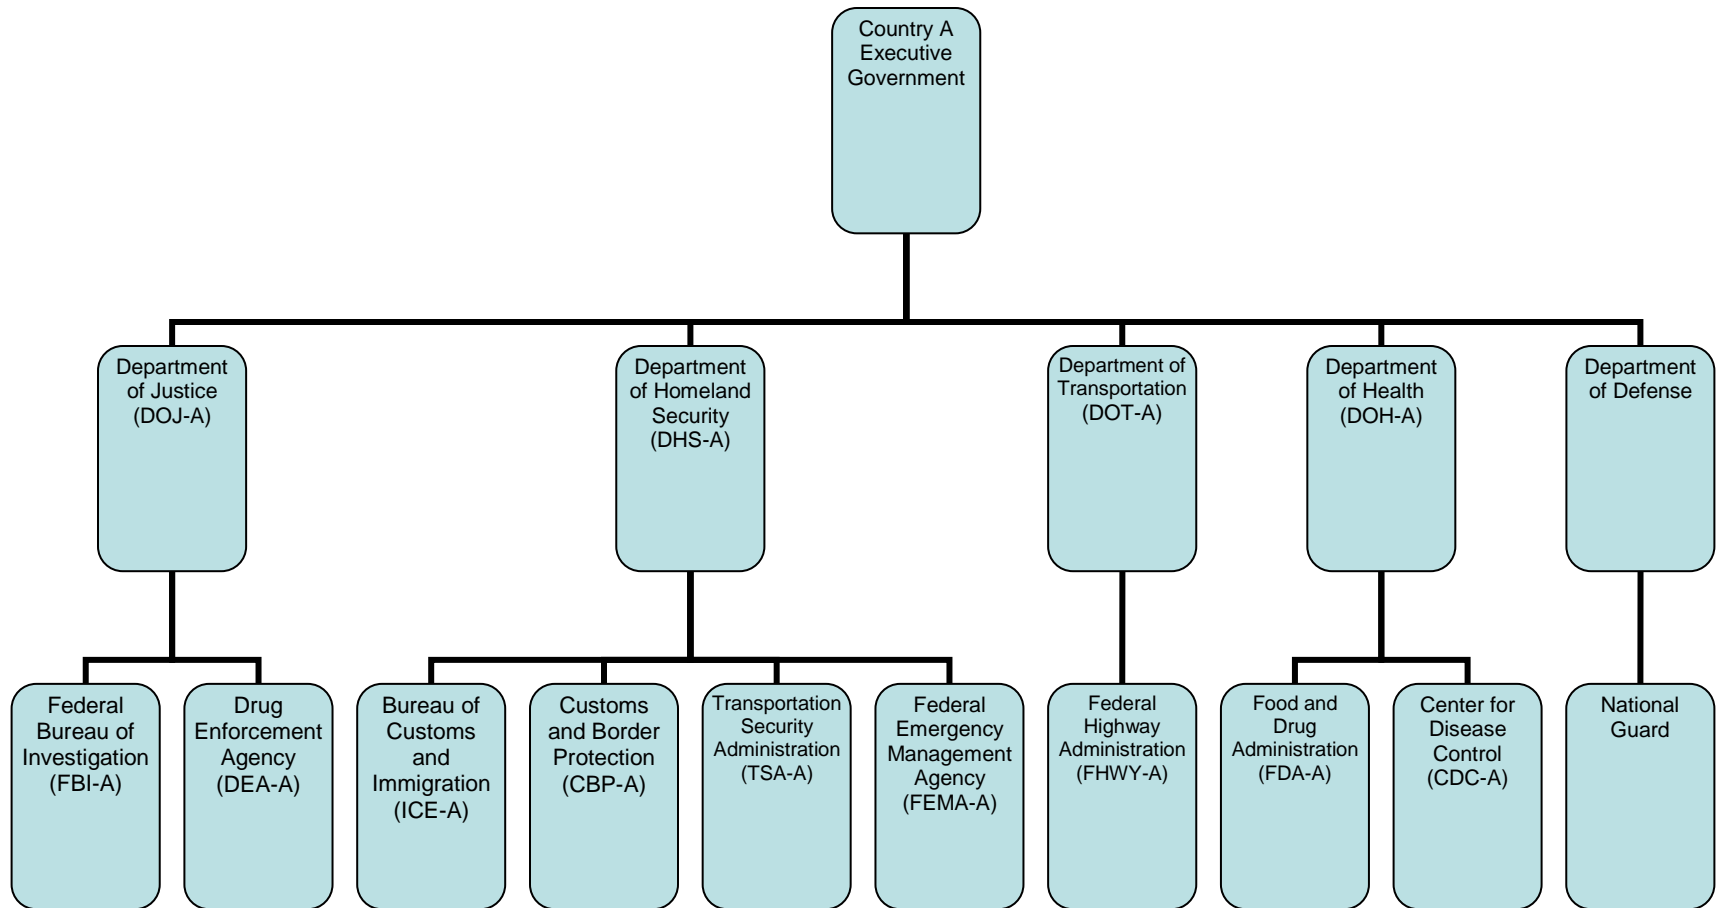 Country A
Executive
Government
Department
of Justice
(DOJ-A)
Department
of Homeland
Security
(DHS-A)
Department of
Transportation
(DOT-A)
Department
of Health
(DOH-A)
Department
of Defense
Federal
Bureau of
Investigation
(FBI-A)
Drug
Enforcement
Agency
(DEA-A)
Bureau of
Customs
and
Immigration
(ICE-A)
Customs
and Border
Protection
(CBP-A)
Transportation
Security
Administration
(TSA-A)
Federal
Emergency
Management
Agency
(FEMA-A)
Federal
Highway
Administration
(FHWY-A)
Food and
Drug
Administration
(FDA-A)
Center for
Disease
Control
(CDC-A)
National
Guard